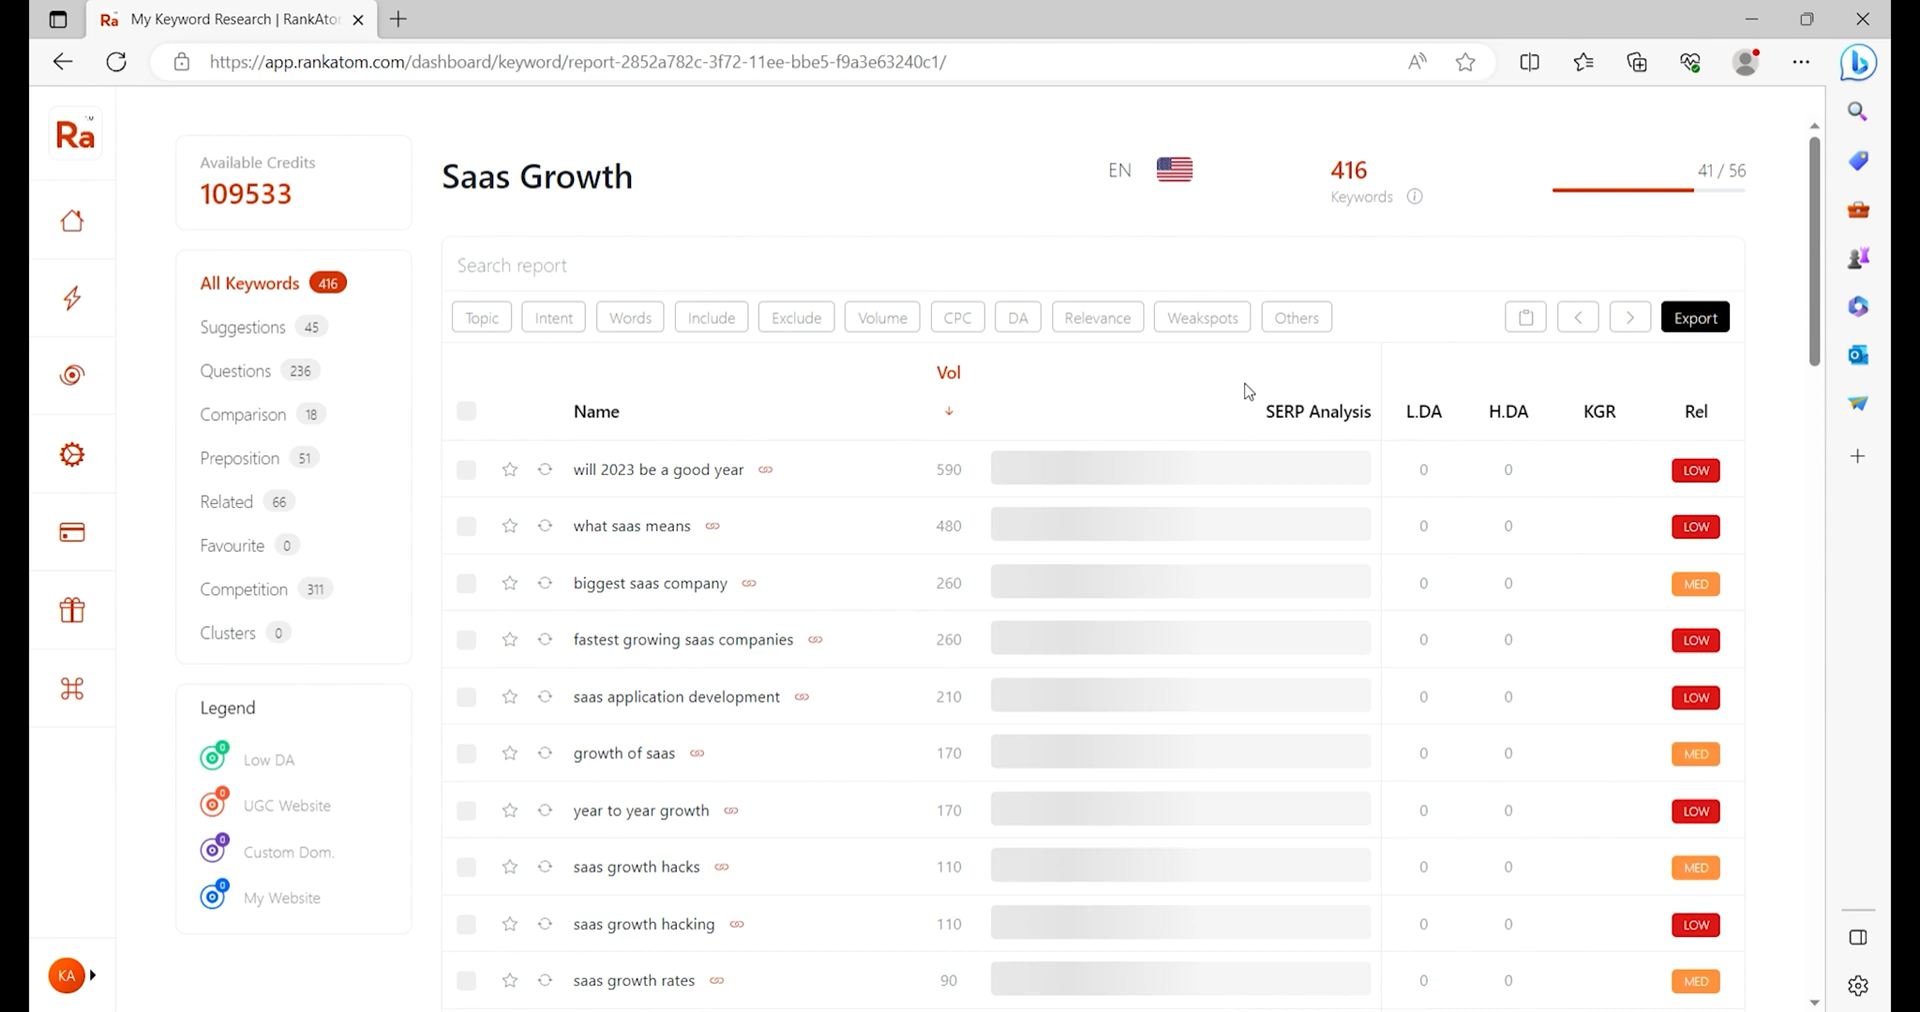 Ra My Keyword Research | RankAtor
https://app.rankatom.com/dashboard/keyword/report-2852a782c-3f72-11ee-bbe5-f9a3e63240c1/
Ra
Available Credits
109533
Saas Growth
EN
416
Keywords
41 / 56
All Keywords 416
Suggestions 45
Questions 236
Comparison 18
Preposition 51
Related 66
Favourite 0
Competition 311
Clusters 0
Legend
0 Low DA
0 UGC Website
0 Custom Dom.
0 My Website
KA
Search report
Topic Intent Words Include Exclude Volume CPC DA Relevance Weakspots Others Export
Name Vol SERP Analysis L.DA H.DA KGR Rel
will 2023 be a good year 590 0 0 LOW
what saas means 480 0 0 LOW
biggest saas company 260 0 0 MED
fastest growing saas companies 260 0 0 LOW
saas application development 210 0 0 LOW
growth of saas 170 0 0 MED
year to year growth 170 0 0 LOW
saas growth hacks 110 0 0 MED
saas growth hacking 110 0 0 LOW
saas growth rates 90 0 0 MED